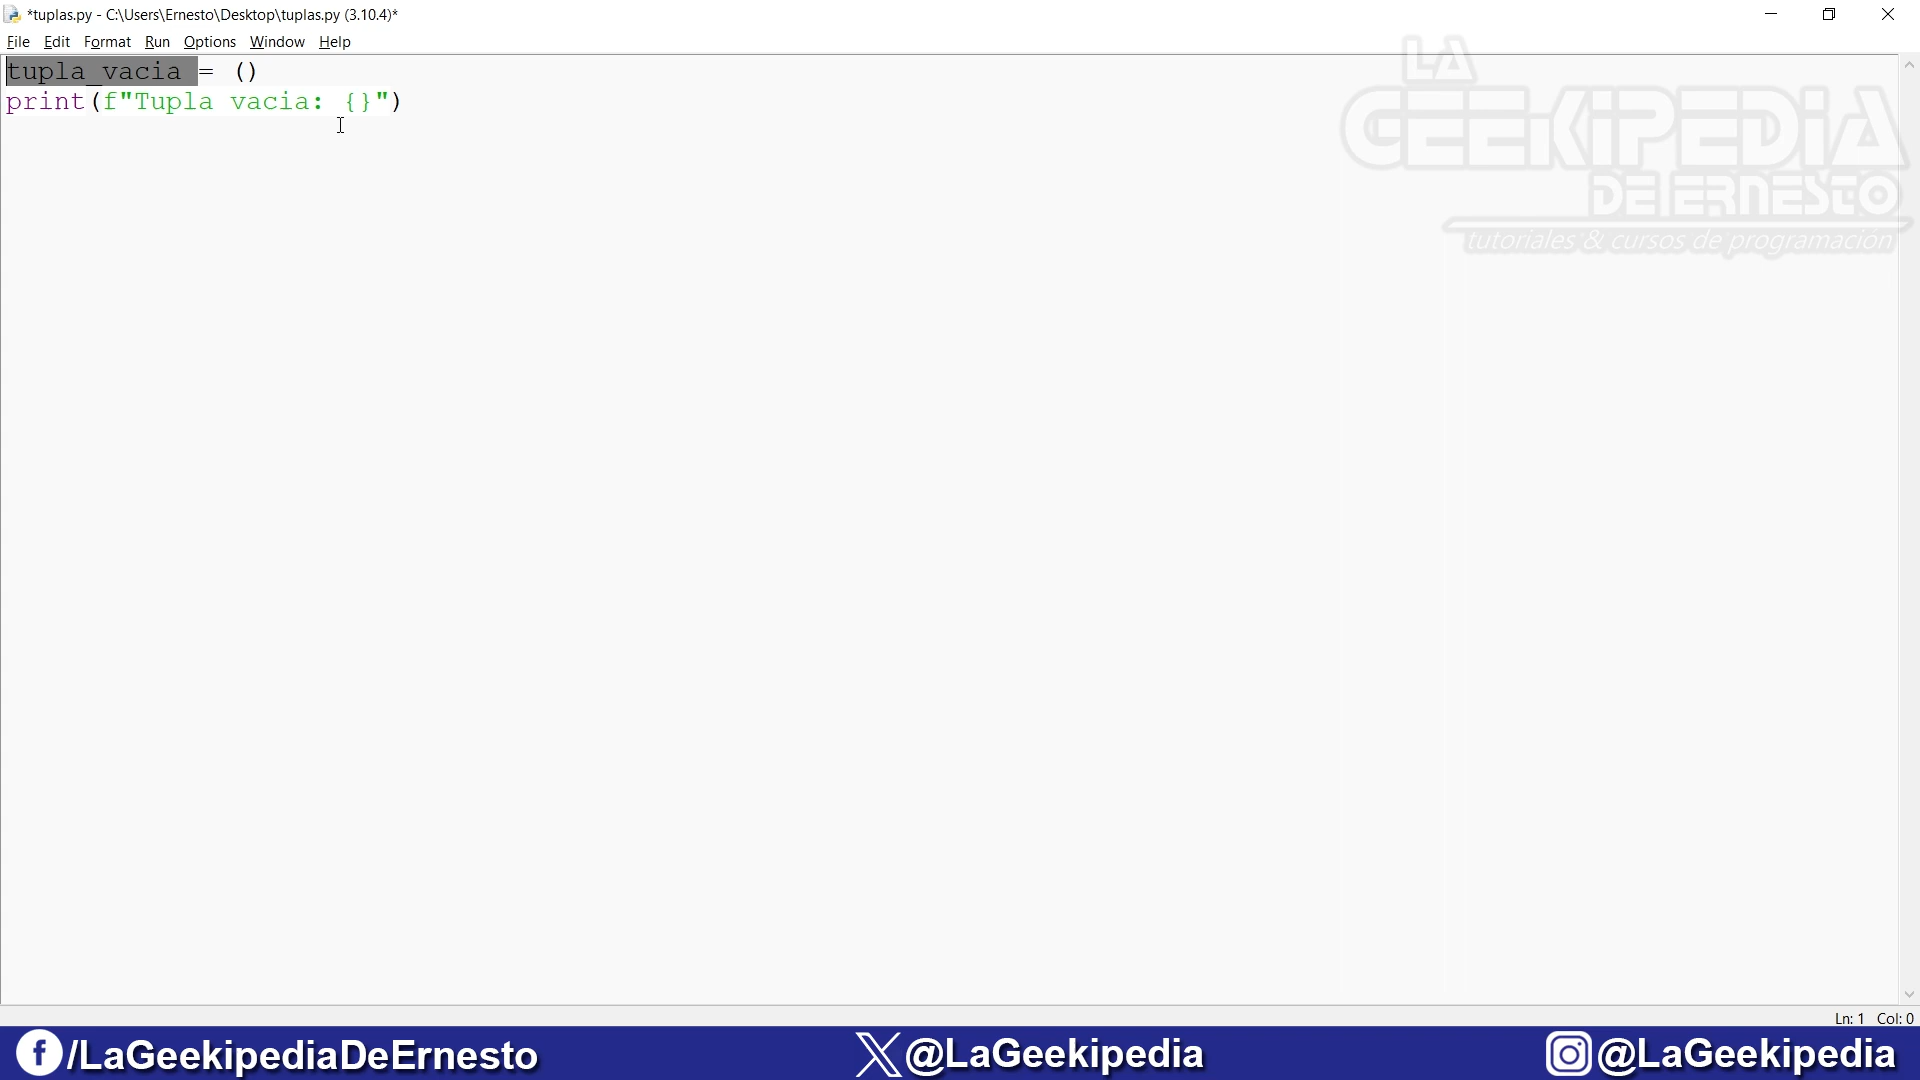 *tuplas.py - C:\Users\Ernesto\Desktop\tuplas.py (3.10.4)*
File Edit Format Run Options Window Help
tupla_vacia = ()
print(f"Tupla vacia: {}")
LA
GEEKIPEDIA
DE ERNESTO
tutoriales & cursos de programación
Ln: 1 Col: 0
/LaGeekipediaDeErnesto @LaGeekipedia @LaGeekipedia